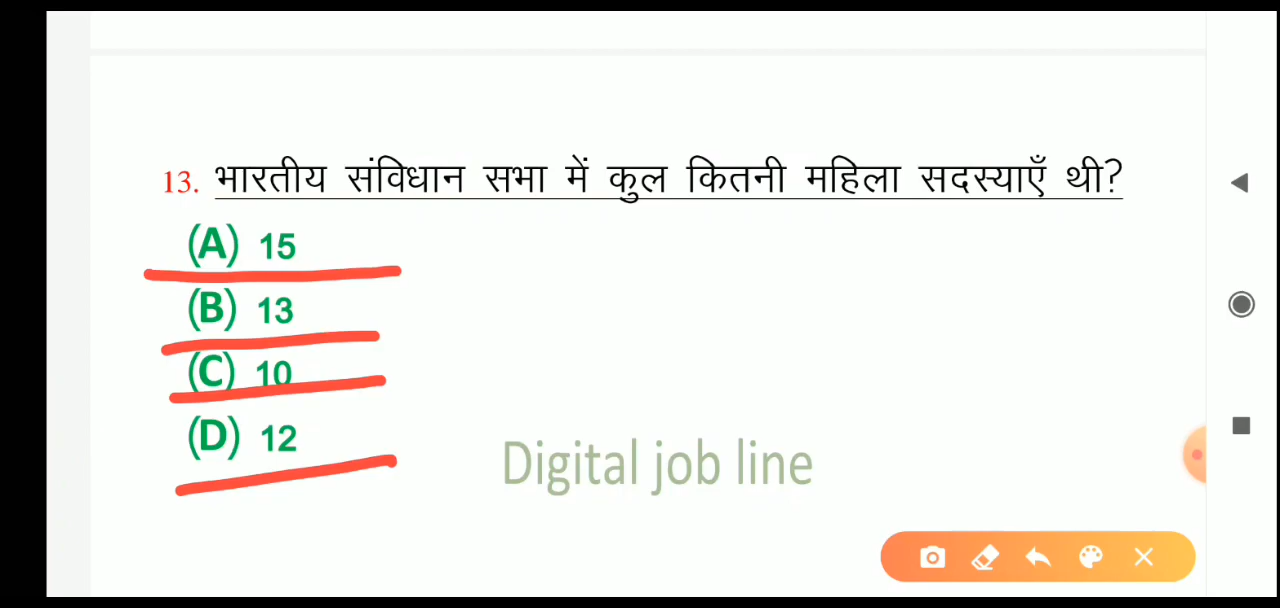 13. भारतीय संविधान सभा में कुल कितनी महिला सदस्याएँ थी?
(A) 15
(B) 13
(C) 10
(D) 12
Digital job line